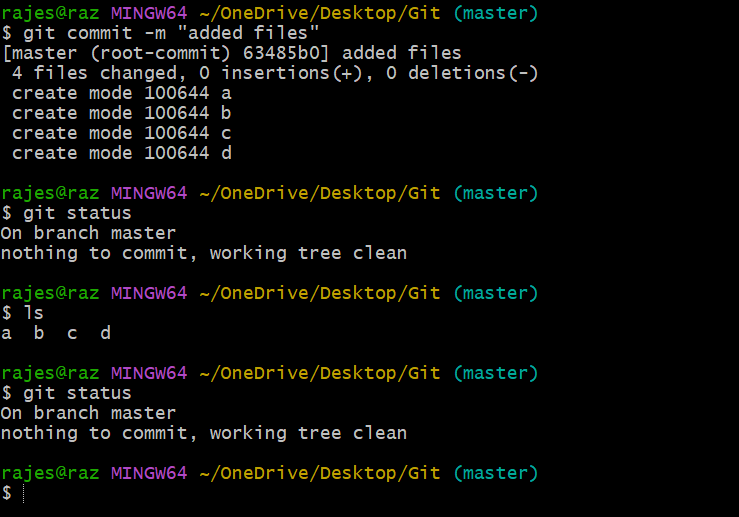 rajes@raz MINGW64 ~/OneDrive/Desktop/Git (master)
$ git commit -m "added files"
[master (root-commit) 63485b0] added files
 4 files changed, 0 insertions(+), 0 deletions(-)
 create mode 100644 a
 create mode 100644 b
 create mode 100644 c
 create mode 100644 d
rajes@raz MINGW64 ~/OneDrive/Desktop/Git (master)
$ git status
On branch master
nothing to commit, working tree clean
rajes@raz MINGW64 ~/OneDrive/Desktop/Git (master)
$ ls
a  b  c  d
rajes@raz MINGW64 ~/OneDrive/Desktop/Git (master)
$ git status
On branch master
nothing to commit, working tree clean
rajes@raz MINGW64 ~/OneDrive/Desktop/Git (master)
$